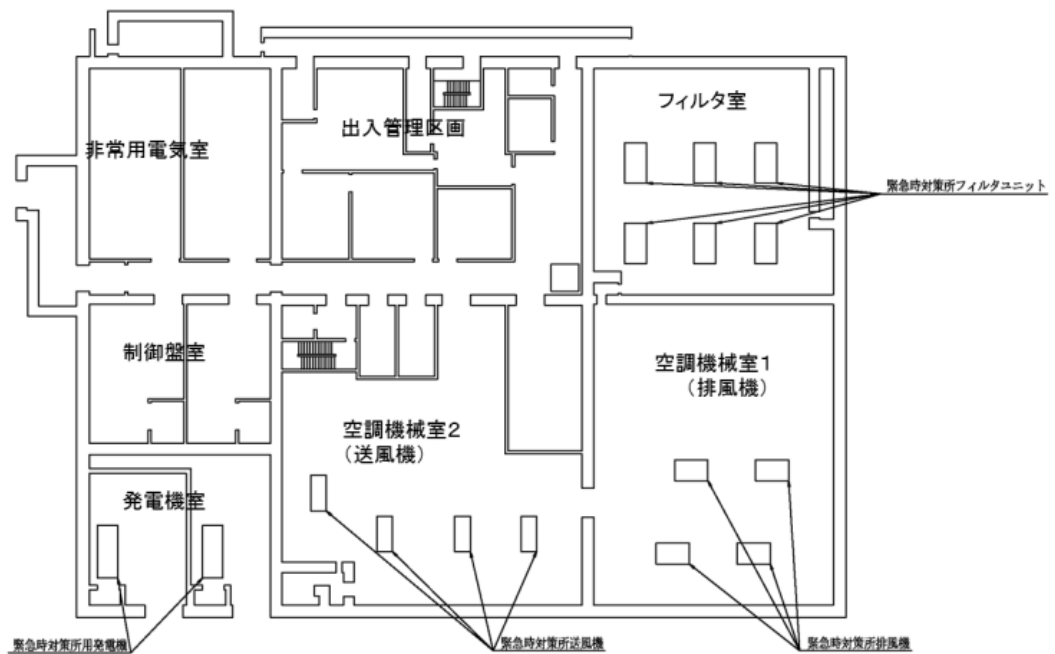 フィルタ室
出入管理区画
非常用電気室
緊急時対策所フィルタユニット
制御盤室
空調機械室1
(排風機)
空調機械室2
(送風機)
発電機室
緊急時対策所用発電機
緊急時対策所送風機
緊急時対策所排風機